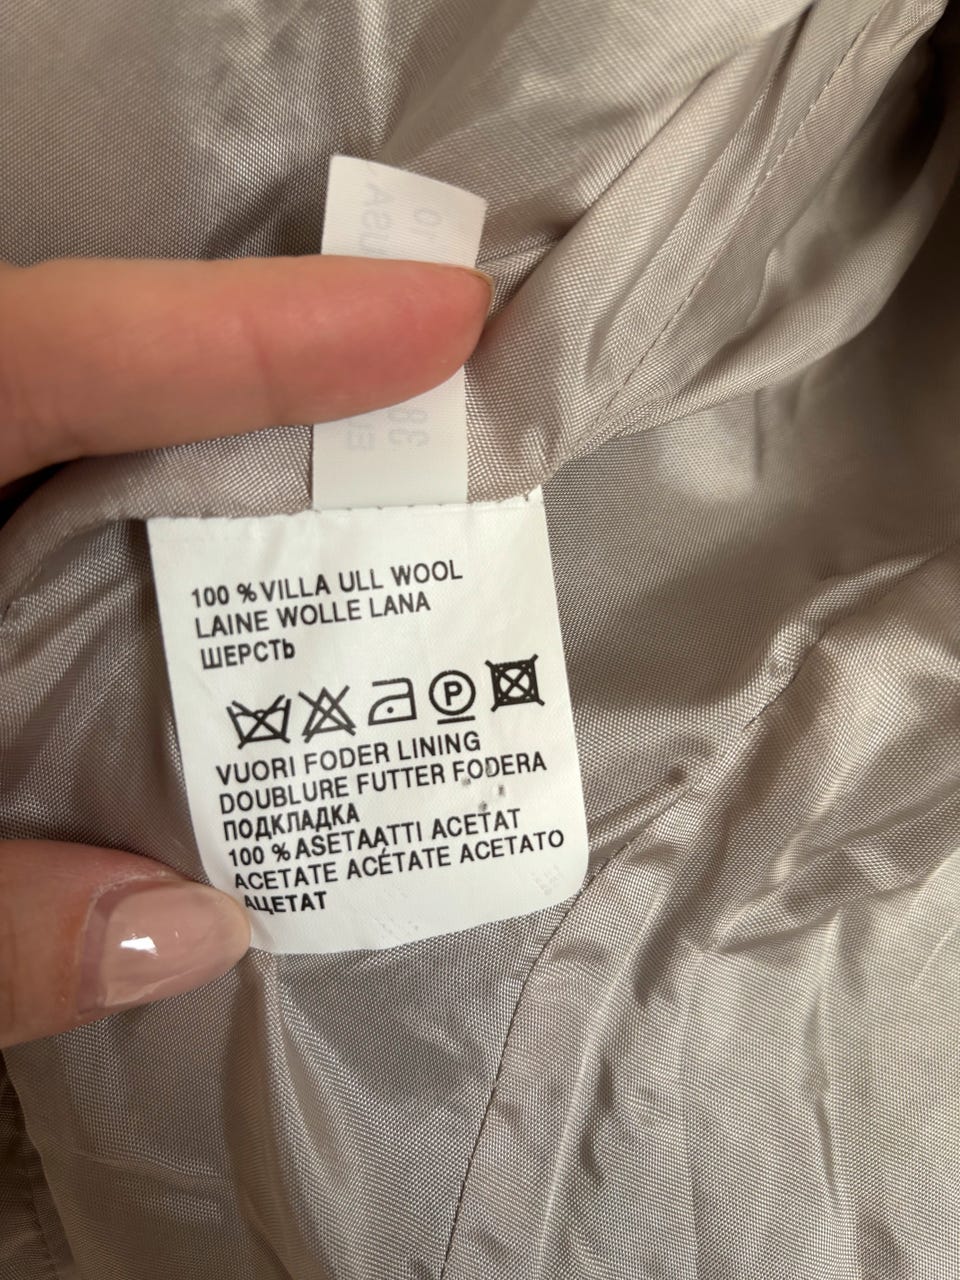 100 % VILLA ULL WOOL
LAINE WOLLE LANA
ШЕРСТЬ
P
VUORI FODER LINING
DOUBLURE FUTTER FODERA
ПОДКЛАДКА
100 % ASETAATTI ACETAT
ACETATE ACÉTATE ACETATO
АЦЕТАТ